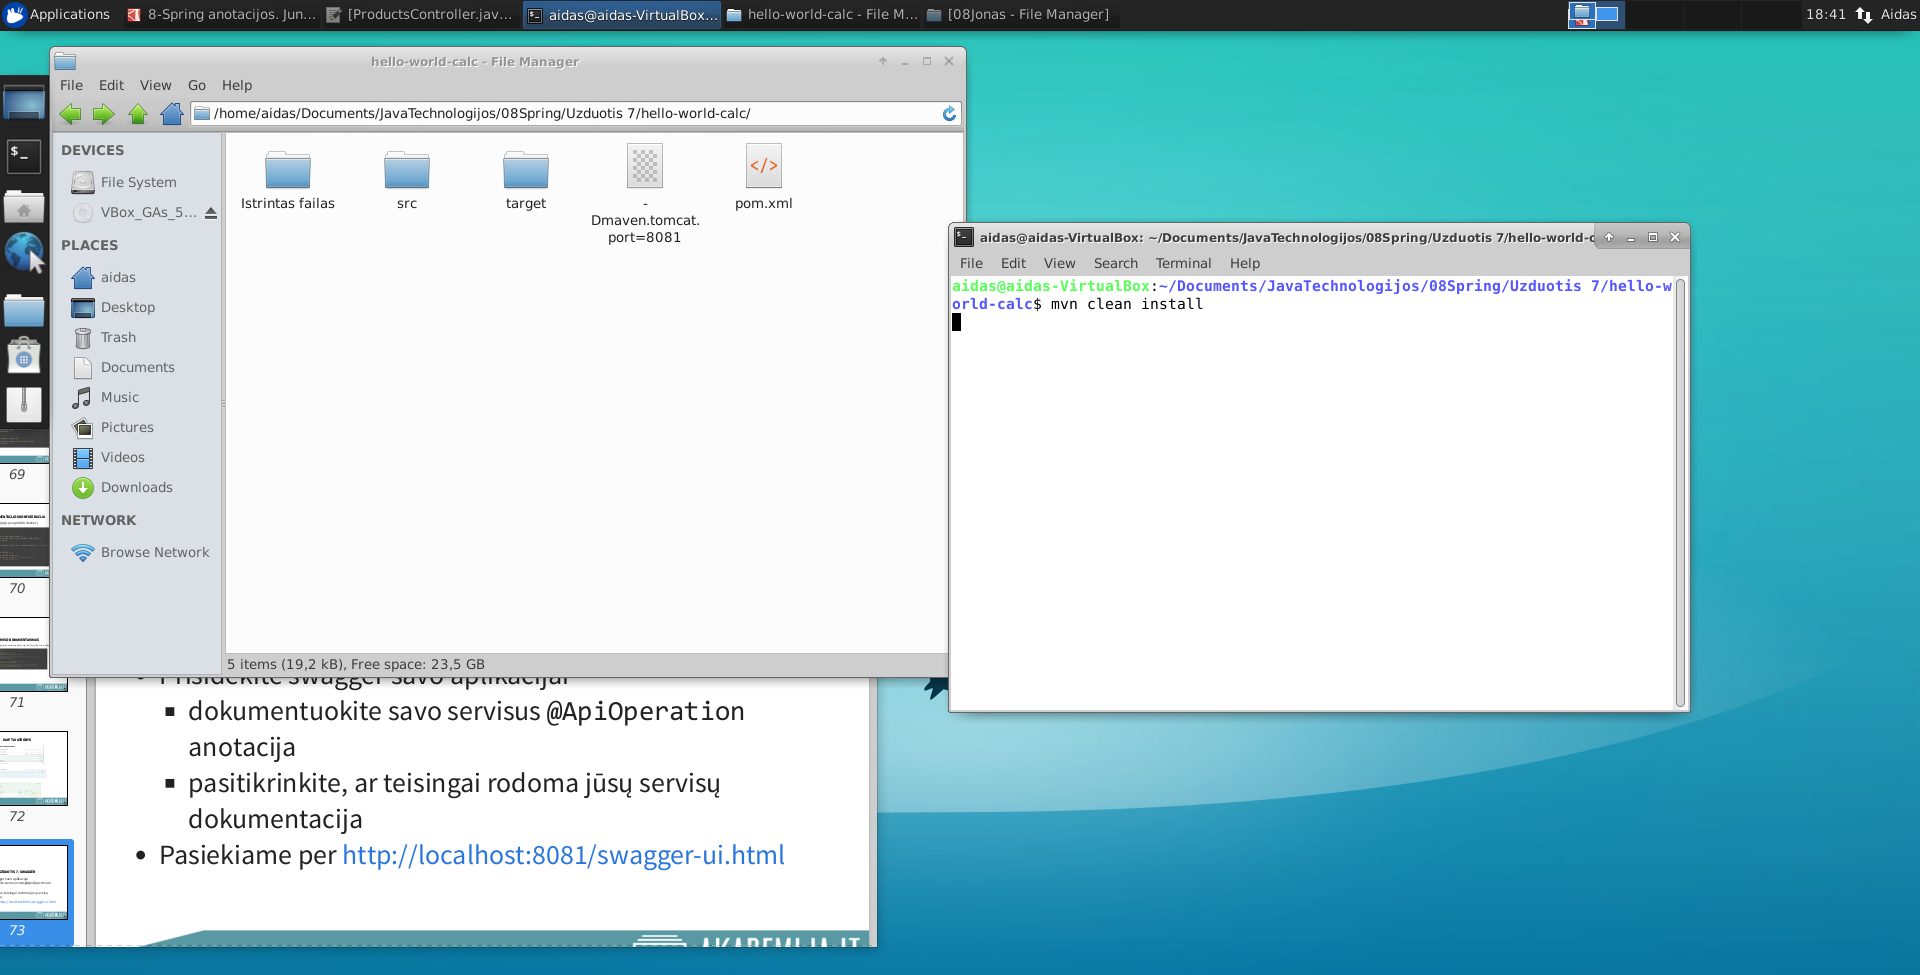 Applications
8-Spring anotacijos. Jun...
[ProductsController.jav...
aidas@aidas-VirtualBox...
hello-world-calc - File M...
[08Jonas - File Manager]
18:41
Aidas
hello-world-calc - File Manager
File Edit View Go Help
/home/aidas/Documents/JavaTechnologijos/08Spring/Uzduotis 7/hello-world-calc/
DEVICES
File System
VBox_GAs_5...
PLACES
aidas
Desktop
Trash
Documents
Music
Pictures
Videos
Downloads
NETWORK
Browse Network
Istrintas failas
src
target
-
Dmaven.tomcat.
port=8081
pom.xml
5 items (19,2 kB), Free space: 23,5 GB
aidas@aidas-VirtualBox: ~/Documents/JavaTechnologijos/08Spring/Uzduotis 7/hello-world-c
File Edit View Search Terminal Help
aidas@aidas-VirtualBox:~/Documents/JavaTechnologijos/08Spring/Uzduotis 7/hello-w
orld-calc$ mvn clean install
69
70
71
72
73
• Prisidėkite swagger savo aplikacijai
▪ dokumentuokite savo servisus @ApiOperation
anotacija
▪ pasitikrinkite, ar teisingai rodoma jūsų servisų
dokumentacija
• Pasiekiame per http://localhost:8081/swagger-ui.html
AKADEMIJA.IT